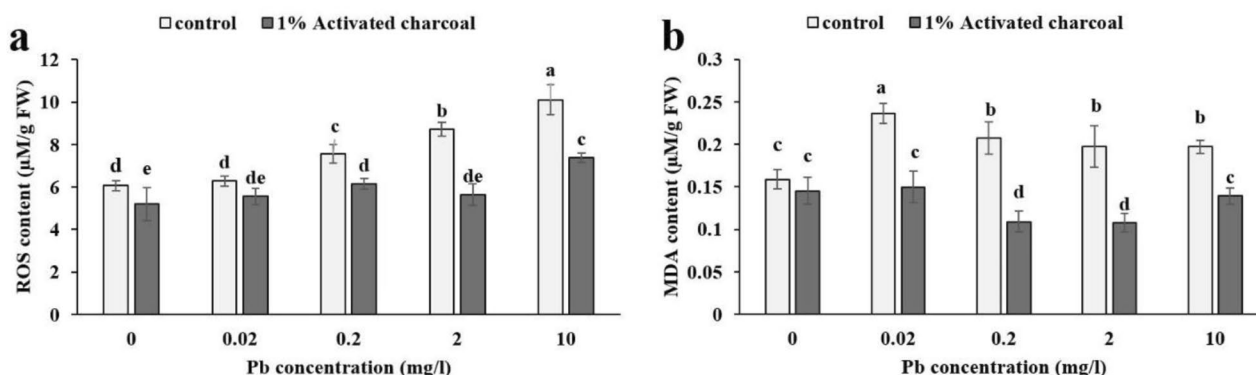 a
control 1% Activated charcoal
ROS content (µM/g FW)
12
10
8
6
4
2
0
d e d de c d b de a c
0 0.02 0.2 2 10
Pb concentration (mg/l)
b
control 1% Activated charcoal
MDA content (µM/g FW)
0.3
0.25
0.2
0.15
0.1
0.05
0
c c a c b d b d b c
0 0.02 0.2 2 10
Pb concentration (mg/l)